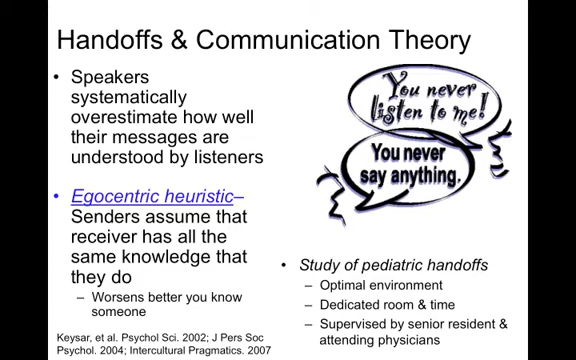 Handoffs & Communication Theory
• Speakers
systematically
overestimate how well
their messages are
understood by listeners
• Egocentric heuristic–
Senders assume that
receiver has all the
same knowledge that
they do
– Worsens better you know
someone
Keysar, et al. Psychol Sci. 2002; J Pers Soc
Psychol. 2004; Intercultural Pragmatics. 2007
You never
listen to me!
You never
say anything.
• Study of pediatric handoffs
– Optimal environment
– Dedicated room & time
– Supervised by senior resident &
attending physicians